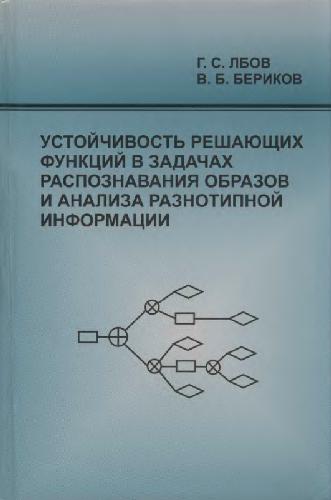 Г. С. ЛБОВ
В. Б. БЕРИКОВ
УСТОЙЧИВОСТЬ РЕШАЮЩИХ
ФУНКЦИЙ В ЗАДАЧАХ
РАСПОЗНАВАНИЯ ОБРАЗОВ
И АНАЛИЗА РАЗНОТИПНОЙ
ИНФОРМАЦИИ